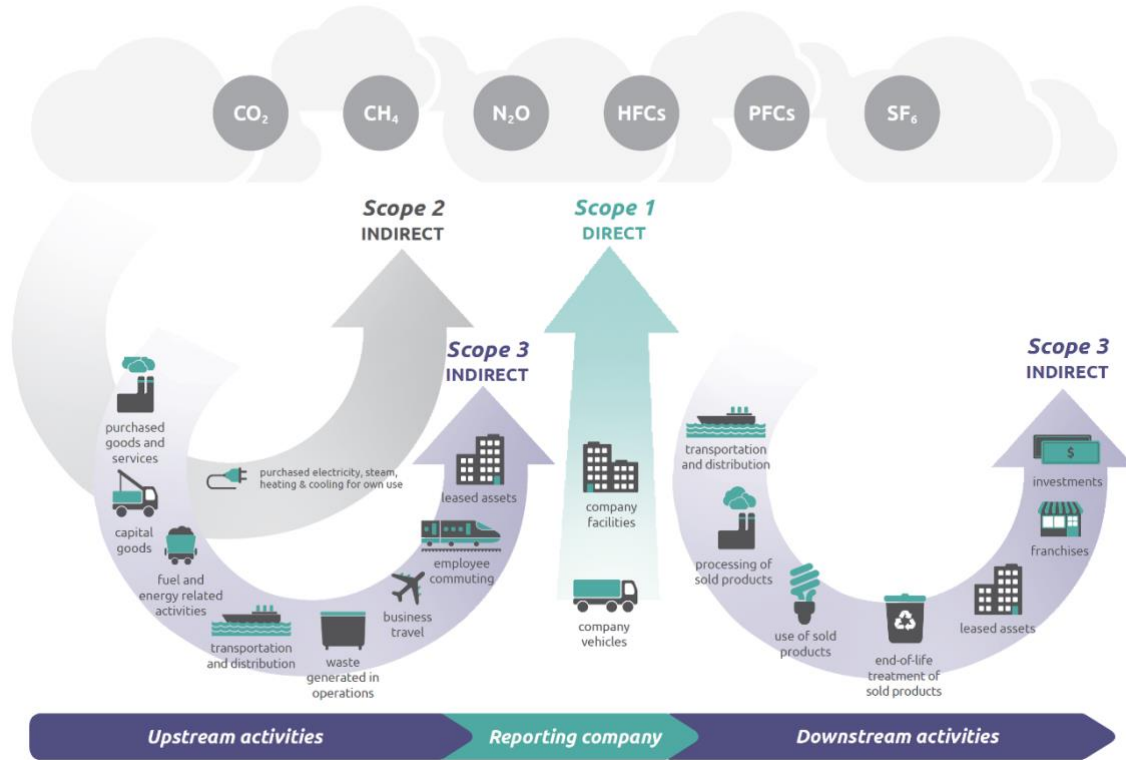 CO₂
CH₄
N₂O
HFCs
PFCs
SF₆
Scope 2
INDIRECT
Scope 1
DIRECT
Scope 3
INDIRECT
Scope 3
INDIRECT
purchased
goods and
services
capital
goods
fuel and
energy related
activities
purchased electricity, steam,
heating & cooling for own use
transportation
and distribution
waste
generated in
operations
business
travel
employee
commuting
leased assets
company
facilities
company
vehicles
transportation
and distribution
processing of
sold products
use of sold
products
end-of-life
treatment of
sold products
leased assets
franchises
$
investments
Upstream activities
Reporting company
Downstream activities